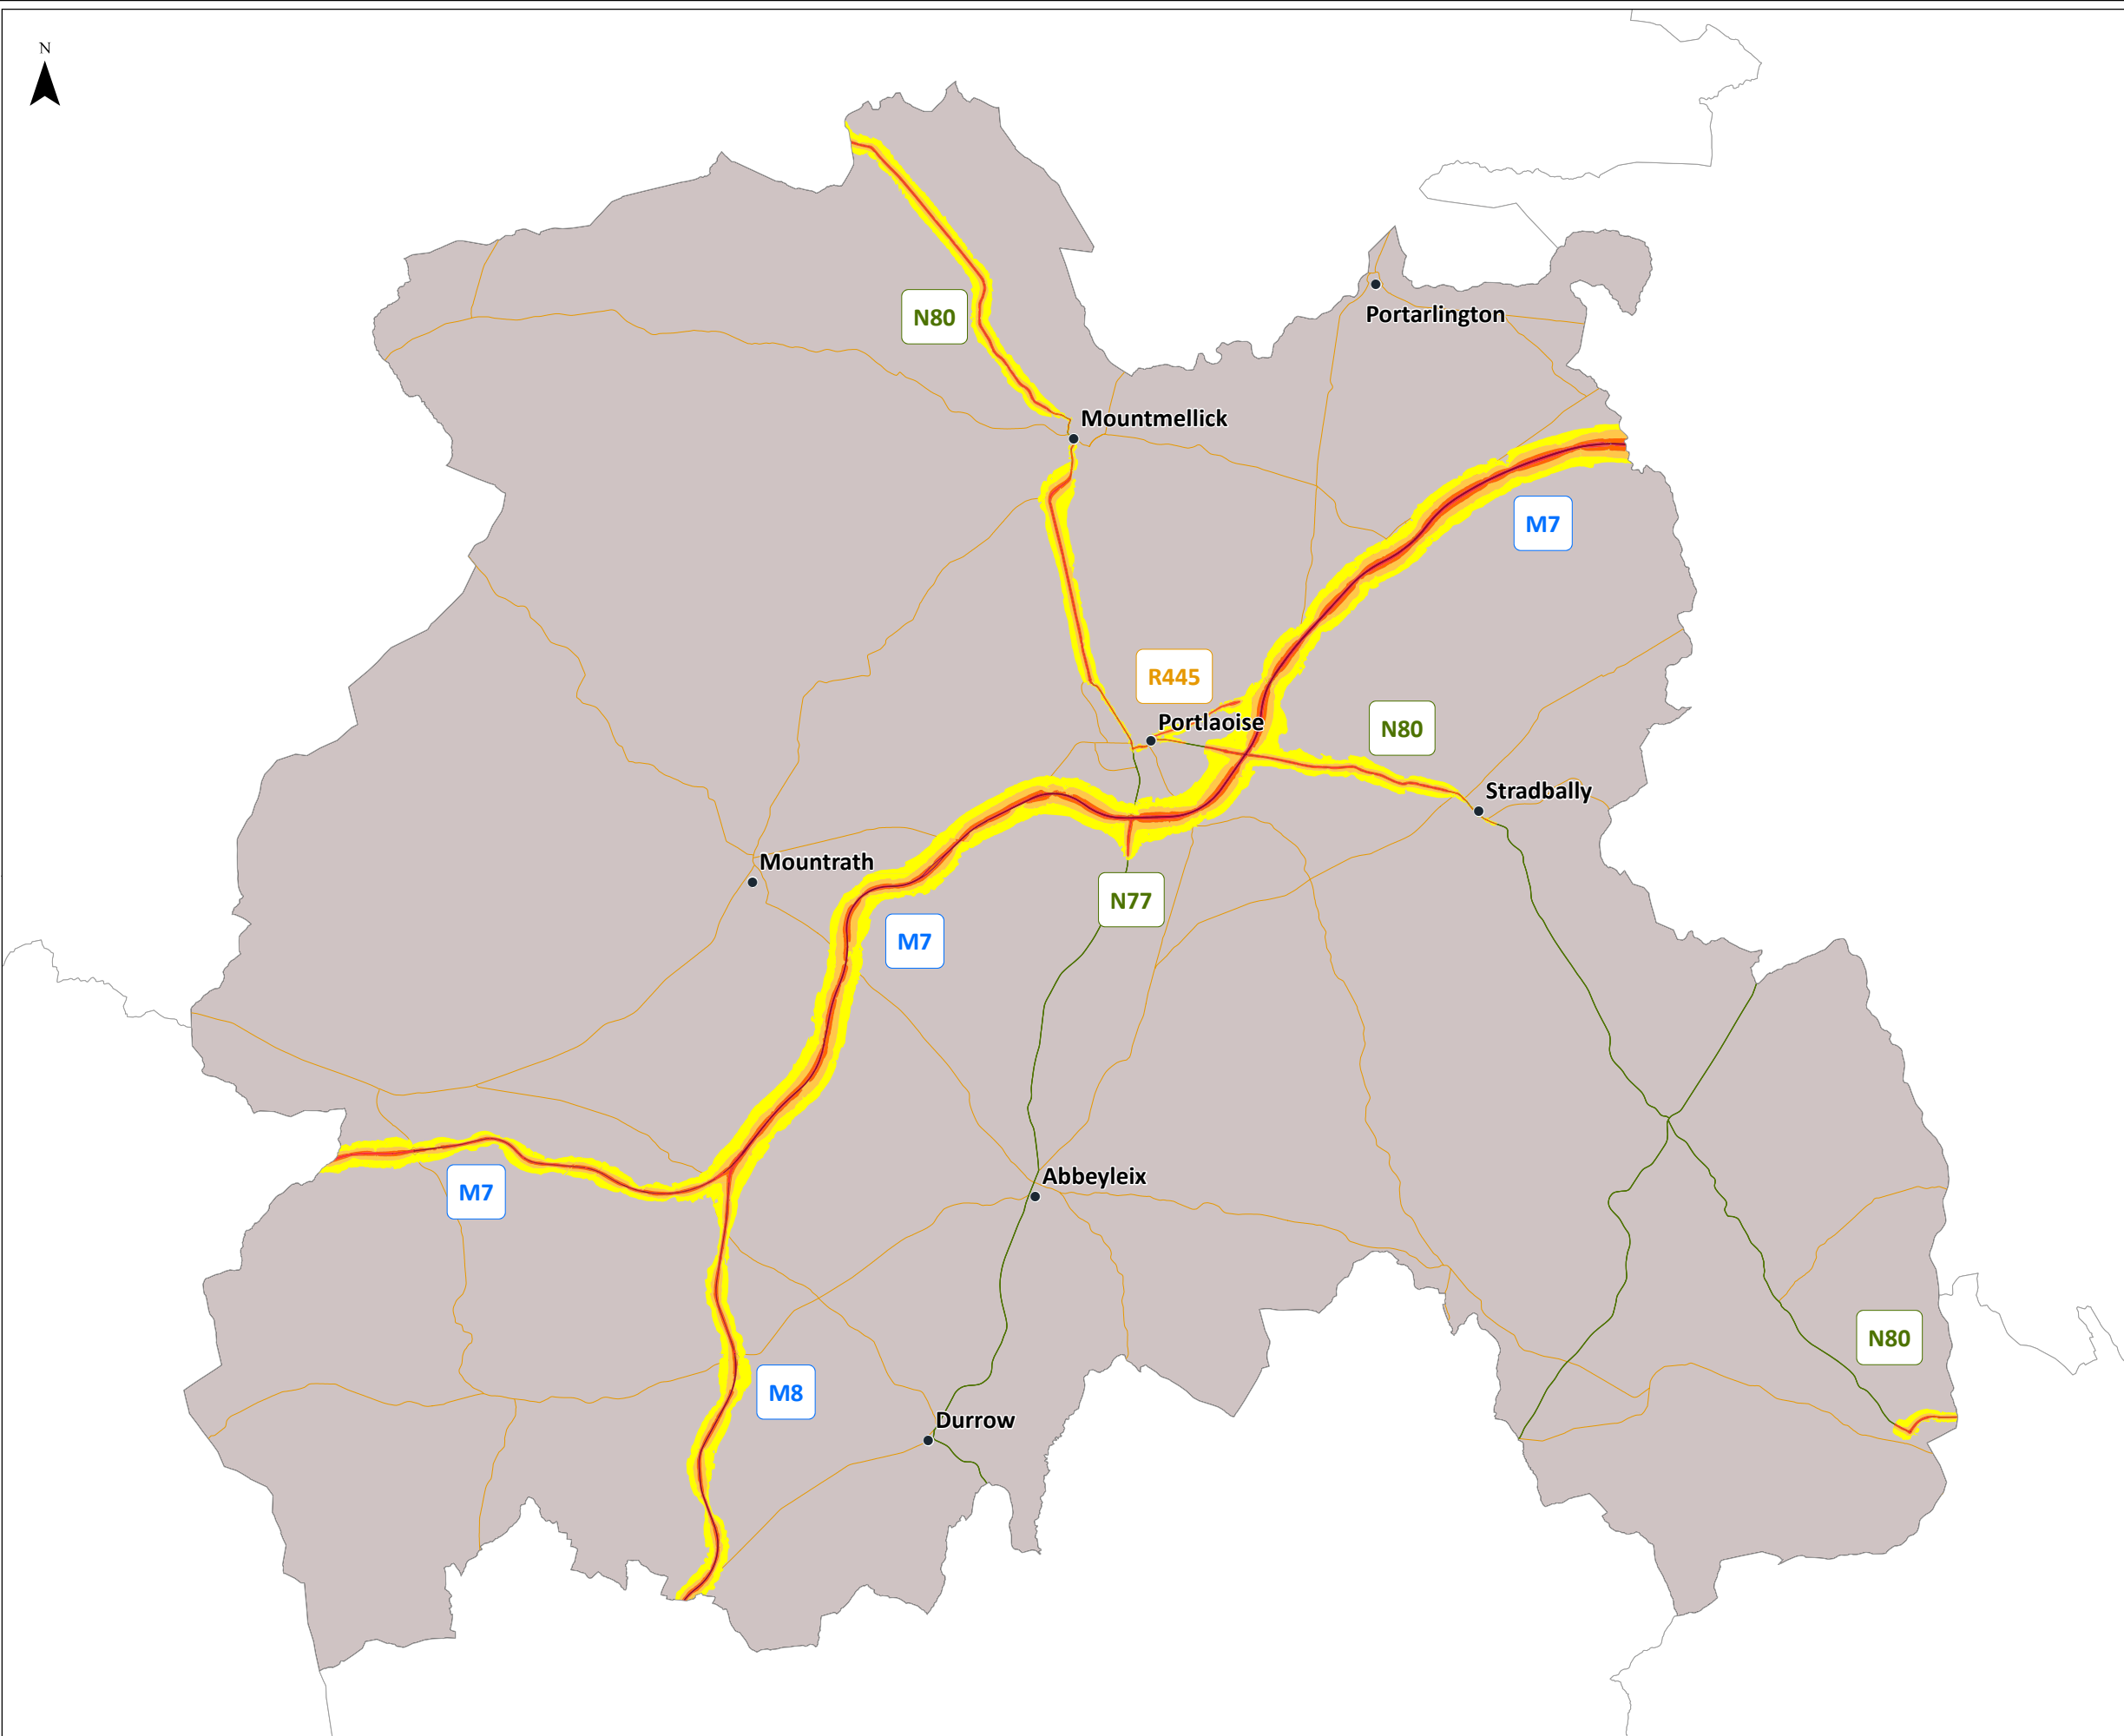 N
N80
Portarlington
Mountmellick
M7
R445
Portlaoise
N80
Stradbally
Mountrath
N77
M7
Abbeyleix
M7
N80
M8
Durrow